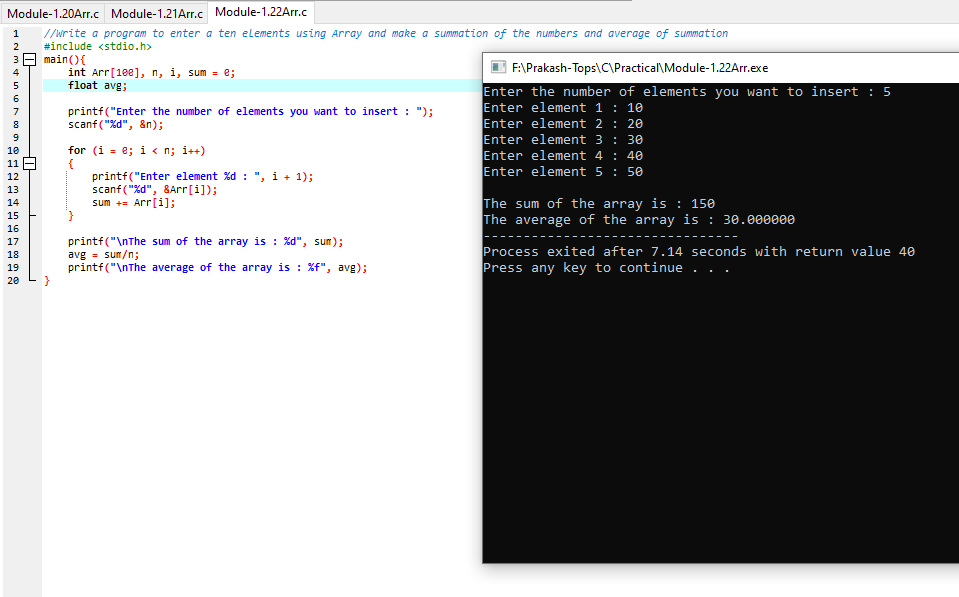 Module-1.20Arr.c Module-1.21Arr.c Module-1.22Arr.c
1 //Write a program to enter a ten elements using Array and make a summation of the numbers and average of summation
2 #include <stdio.h>
3 main(){
4 int Arr[100], n, i, sum = 0;
5 float avg;
6
7 printf("Enter the number of elements you want to insert : ");
8 scanf("%d", &n);
9
10 for (i = 0; i < n; i++)
11 {
12 printf("Enter element %d : ", i + 1);
13 scanf("%d", &Arr[i]);
14 sum += Arr[i];
15 }
16
17 printf("\nThe sum of the array is : %d", sum);
18 avg = sum/n;
19 printf("\nThe average of the array is : %f", avg);
20 }
F:\Prakash-Tops\C\Practical\Module-1.22Arr.exe
Enter the number of elements you want to insert : 5
Enter element 1 : 10
Enter element 2 : 20
Enter element 3 : 30
Enter element 4 : 40
Enter element 5 : 50
The sum of the array is : 150
The average of the array is : 30.000000
--------------------------------
Process exited after 7.14 seconds with return value 40
Press any key to continue . . .